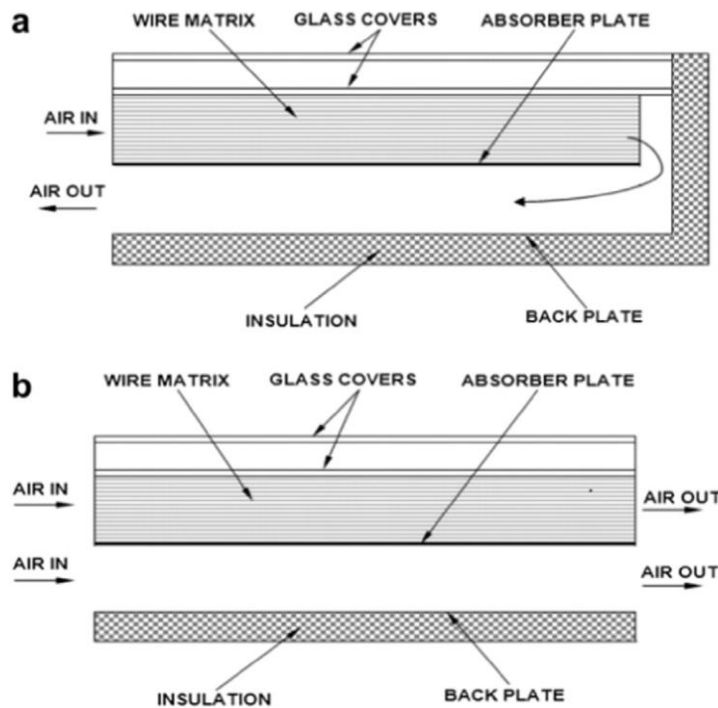 a
WIRE MATRIX GLASS COVERS ABSORBER PLATE
AIR IN
AIR OUT
INSULATION BACK PLATE
b
WIRE MATRIX GLASS COVERS ABSORBER PLATE
AIR IN AIR OUT
AIR IN AIR OUT
INSULATION BACK PLATE